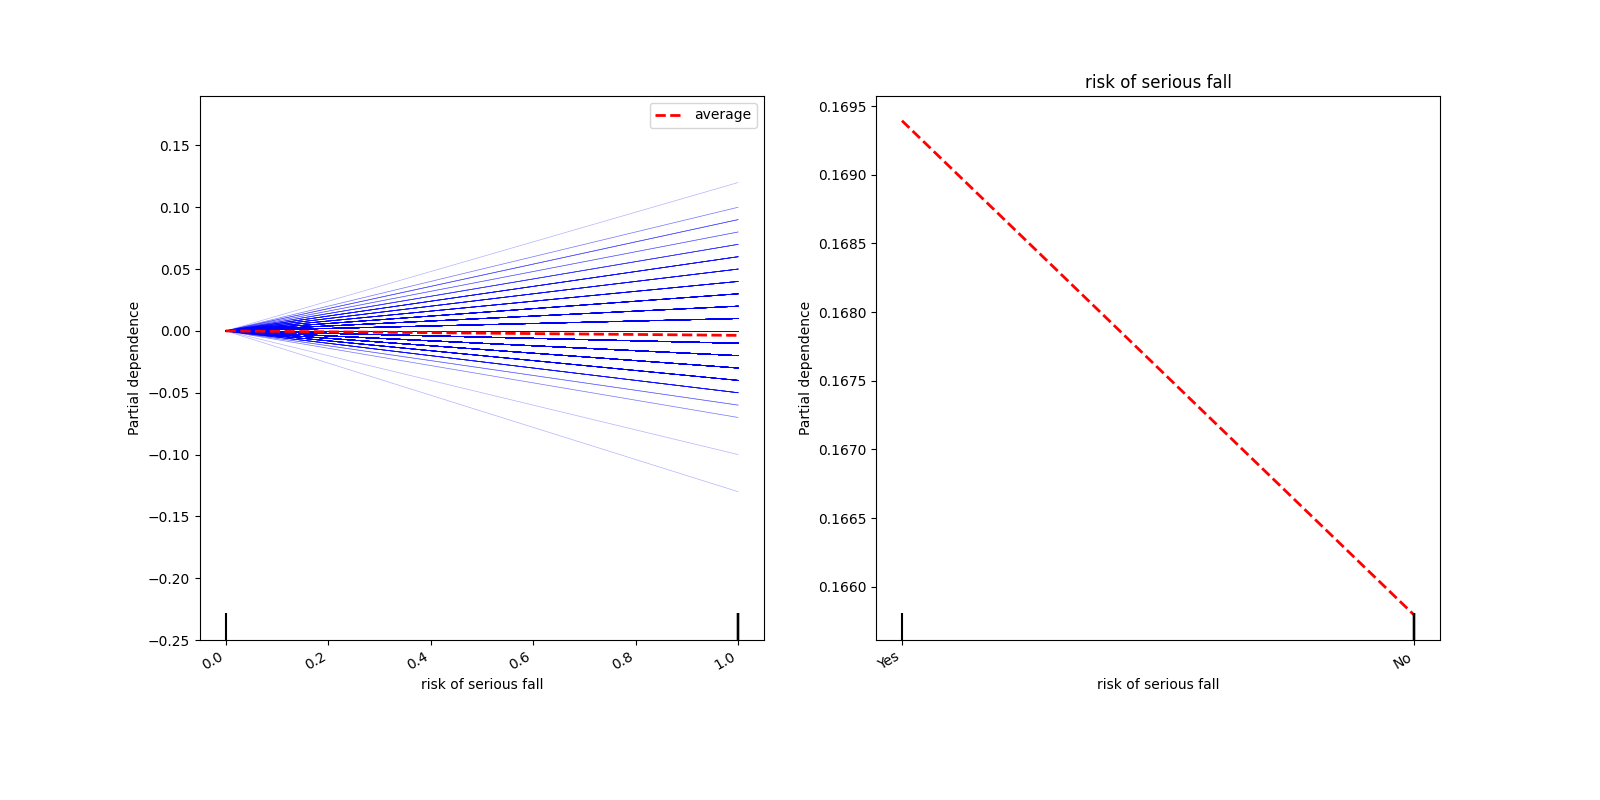 average
0.15
0.10
0.05
0.00
−0.05
−0.10
−0.15
−0.20
−0.25
Partial dependence
0.0
0.2
0.4
0.6
0.8
1.0
risk of serious fall
risk of serious fall
0.1695
0.1690
0.1685
0.1680
0.1675
0.1670
0.1665
0.1660
Partial dependence
Yes
No
risk of serious fall